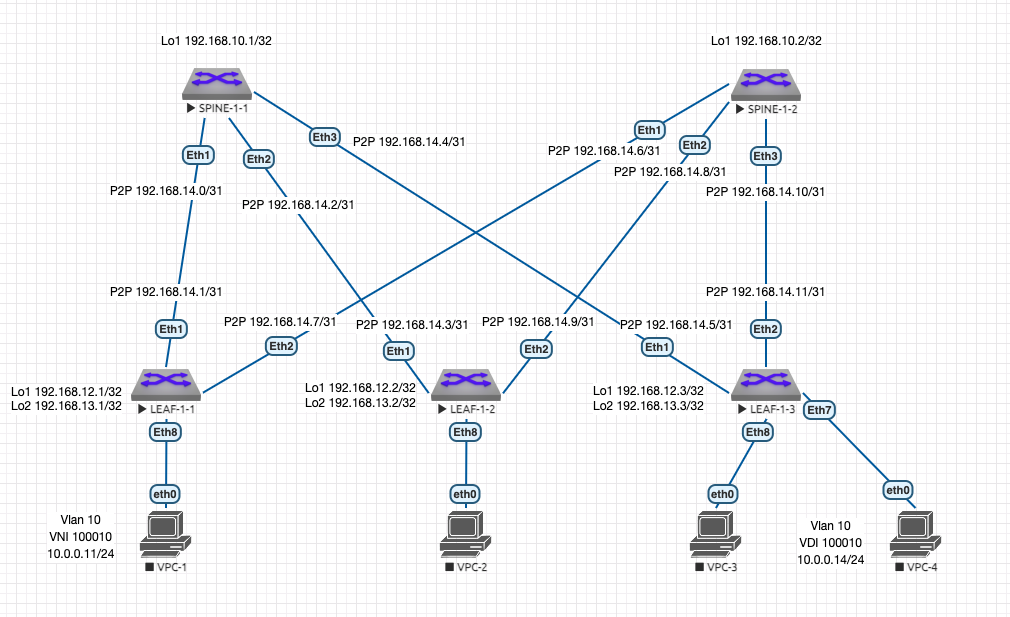 Lo1 192.168.10.1/32
Lo1 192.168.10.2/32
SPINE-1-1
SPINE-1-2
Eth3
Eth1
P2P 192.168.14.4/31
Eth2
Eth1
Eth2
Eth3
P2P 192.168.14.6/31
P2P 192.168.14.8/31
P2P 192.168.14.0/31
P2P 192.168.14.10/31
P2P 192.168.14.2/31
P2P 192.168.14.1/31
P2P 192.168.14.11/31
P2P 192.168.14.7/31
P2P 192.168.14.3/31
P2P 192.168.14.9/31
P2P 192.168.14.5/31
Eth1
Eth2
Eth1
Eth2
Eth1
Eth2
Lo1 192.168.12.1/32
Lo2 192.168.13.1/32
LEAF-1-1
Lo1 192.168.12.2/32
Lo2 192.168.13.2/32
LEAF-1-2
Lo1 192.168.12.3/32
Lo2 192.168.13.3/32
LEAF-1-3
Eth7
Eth8
Eth8
Eth8
eth0
eth0
eth0
eth0
Vlan 10
VNI 100010
10.0.0.11/24
Vlan 10
VDI 100010
10.0.0.14/24
VPC-1
VPC-2
VPC-3
VPC-4